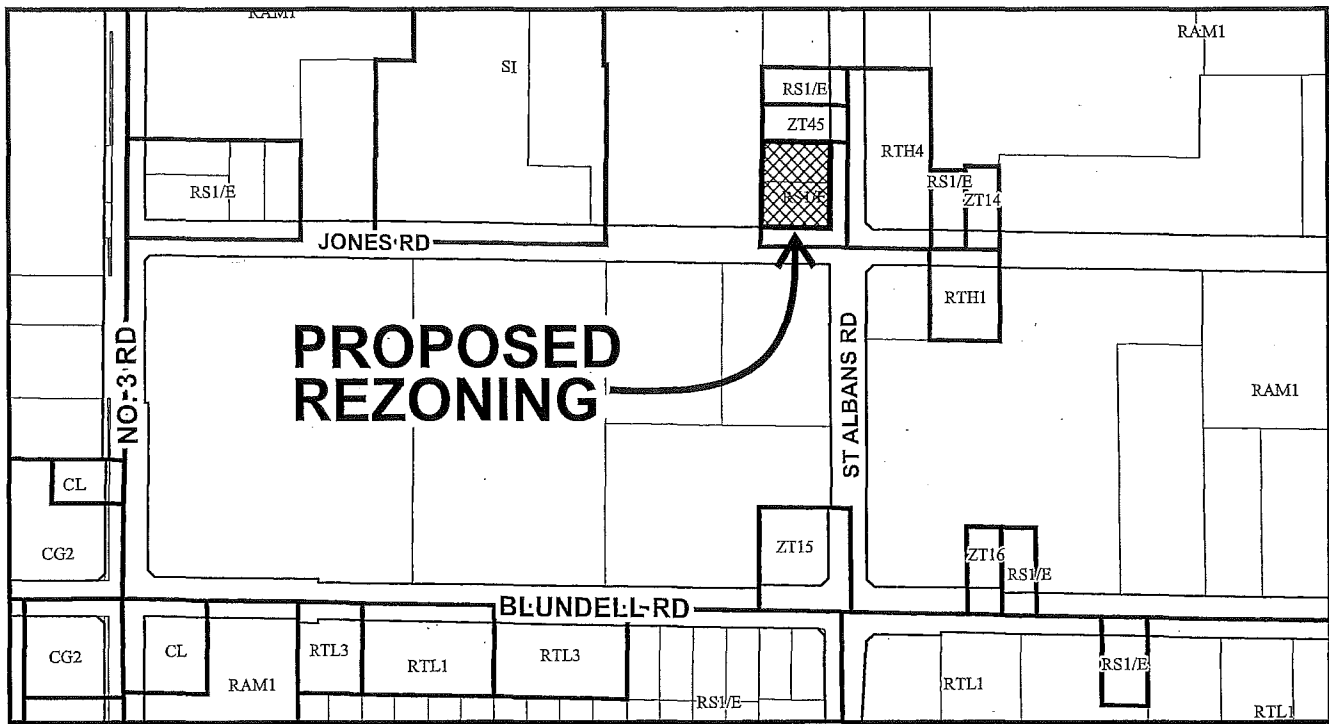 RAM1
RAM1
SI
RS1/E
ZT45
RTH4
RS1/E
RS1/E
RS1/E
ZT14
JONES RD
RTH1
PROPOSED
REZONING
NO. 3 RD
ST ALBANS RD
RAM1
CL
CG2
ZT15
ZT16
RS1/E
BLUNDELL RD
CG2
CL
RAM1
RTL3
RTL1
RTL3
RS1/E
RTL1
RS1/E
RTL1